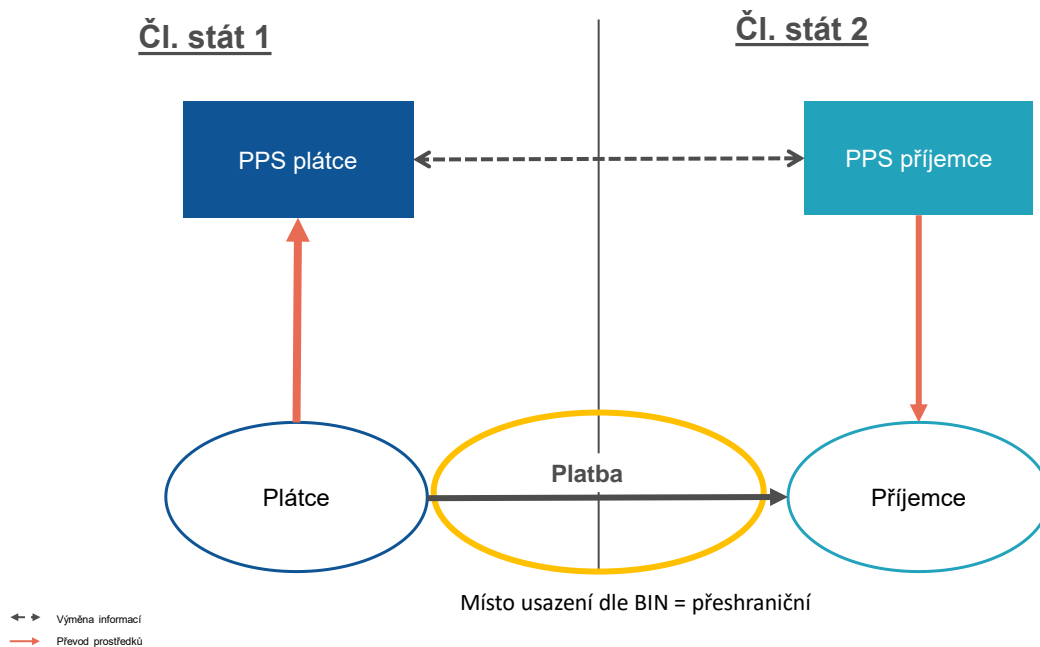 Čl. stát 1
Čl. stát 2
PPS plátce
PPS příjemce
Platba
Plátce
Příjemce
Místo usazení dle BIN = přeshraniční
Výměna informací
Převod prostředků